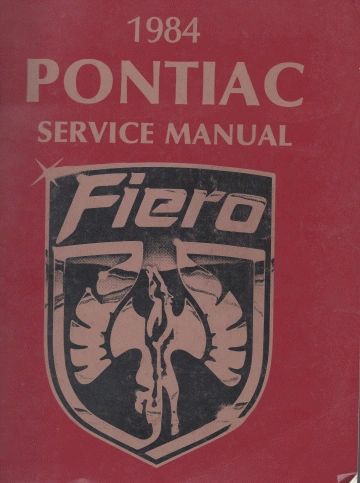 1984
PONTIAC
SERVICE MANUAL
Fiero